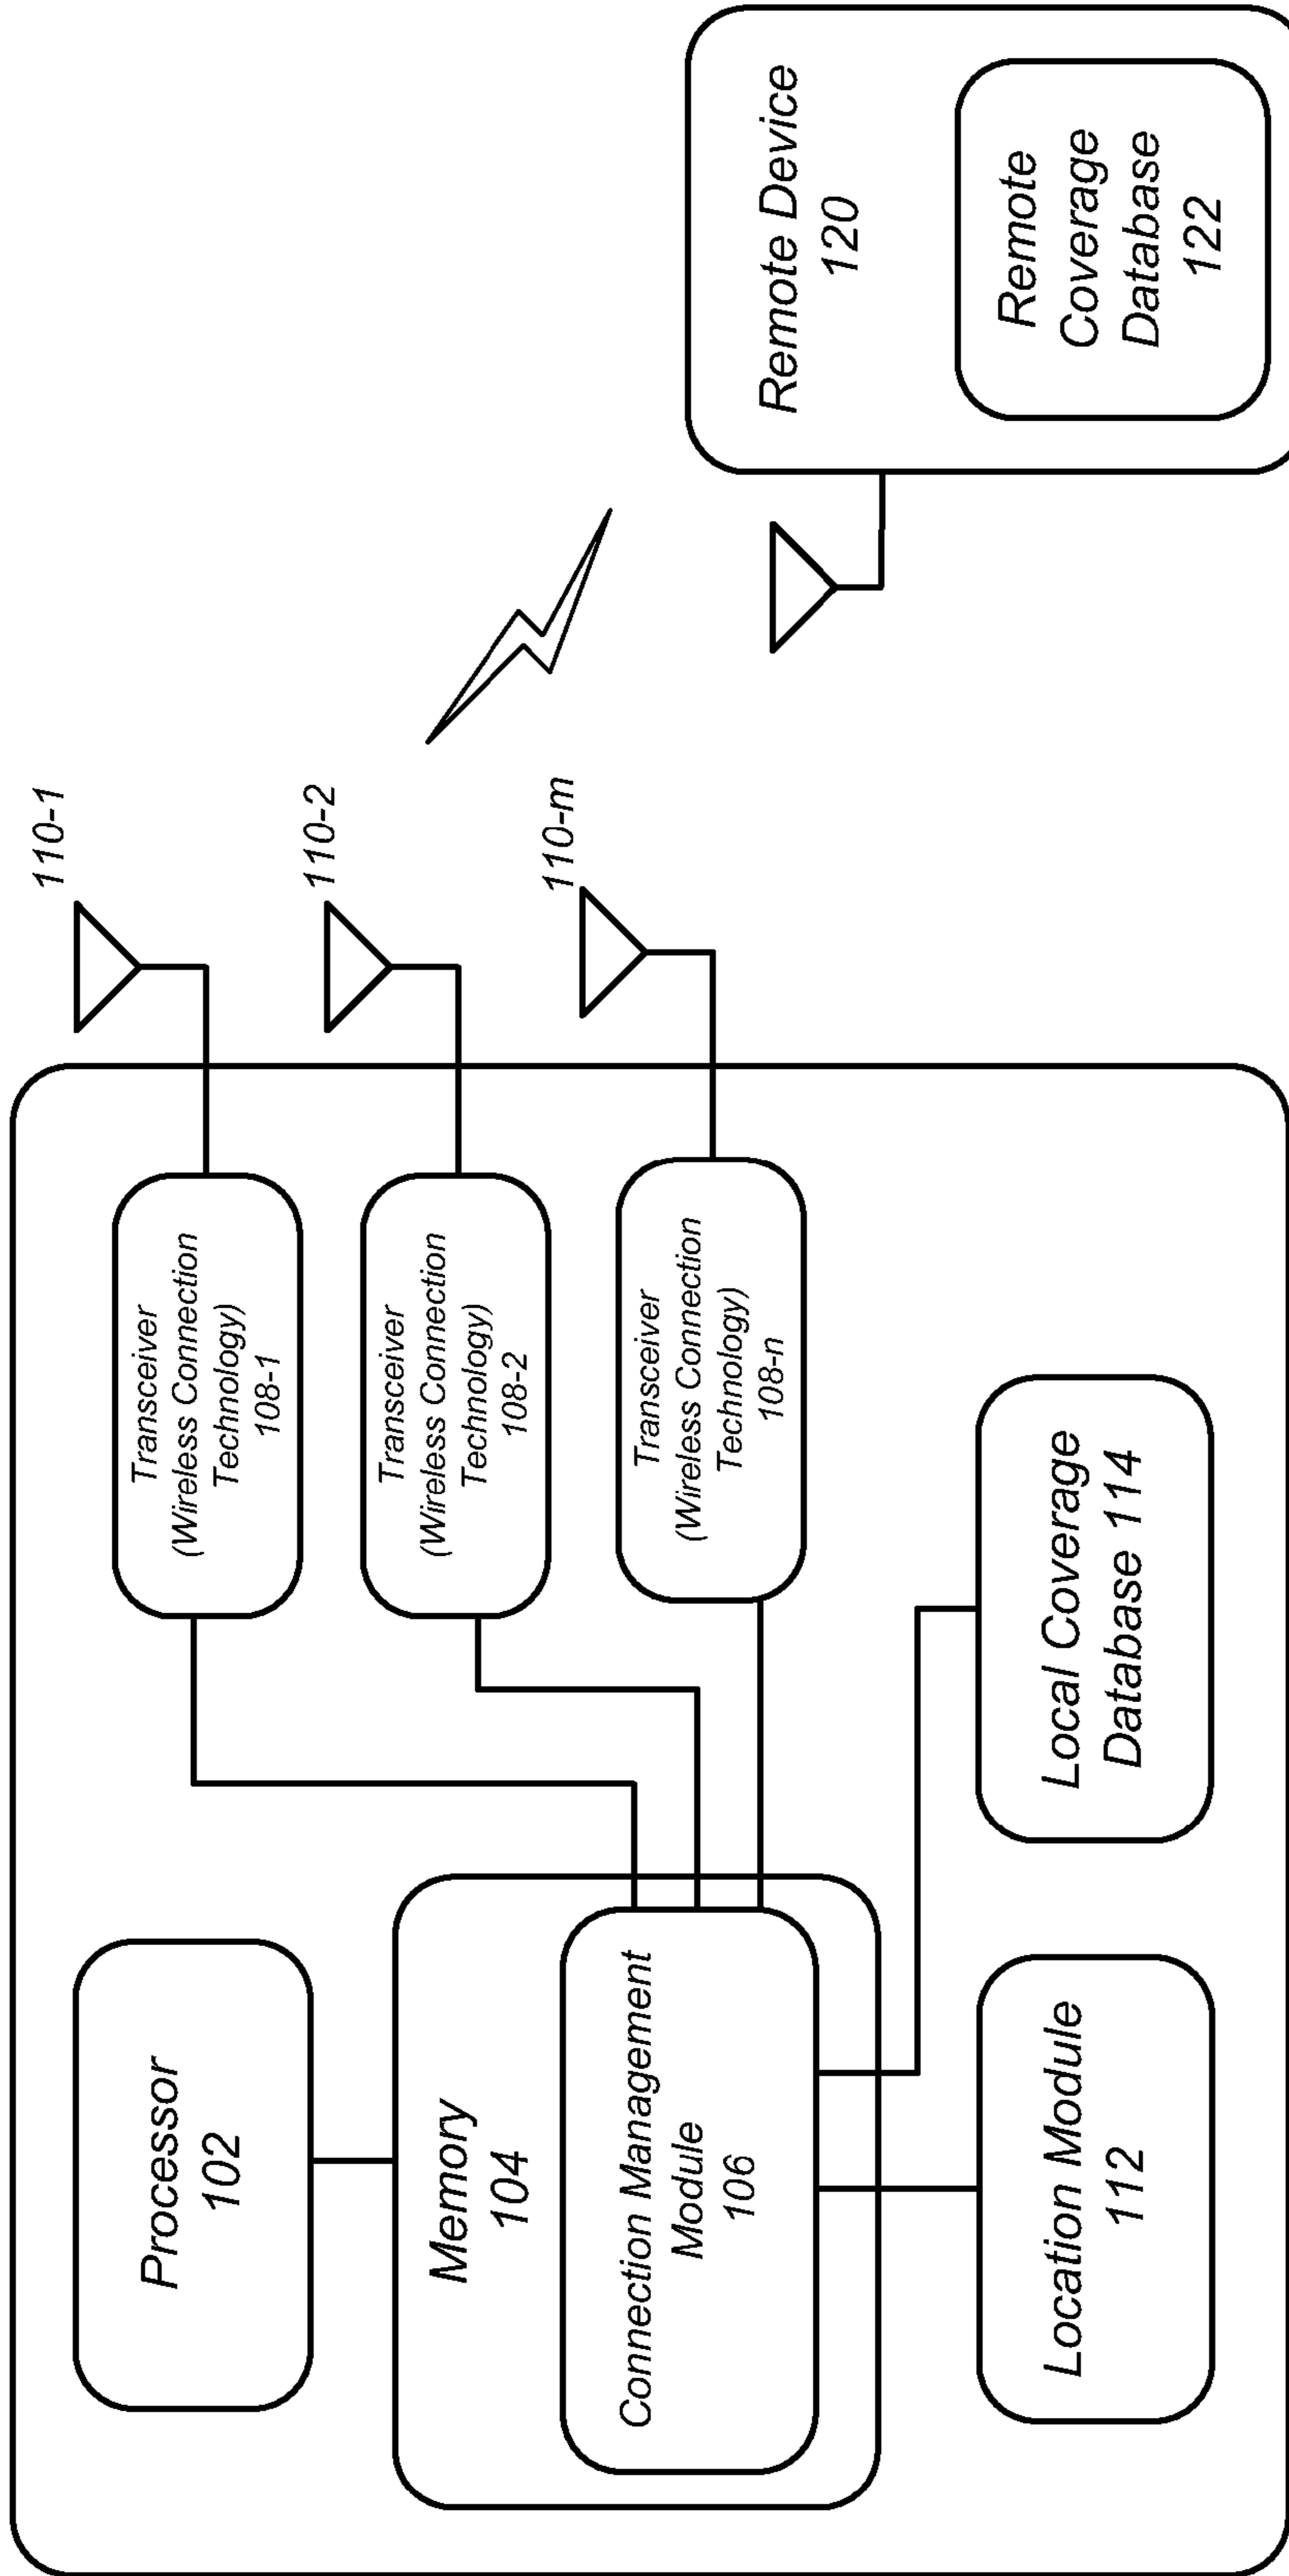 Processor
102
Memory
104
Connection Management
Module
106
Location Module
112
Local Coverage
Database 114
Transceiver
(Wireless Connection
Technology)
108-1
Transceiver
(Wireless Connection
Technology)
108-2
Transceiver
(Wireless Connection
Technology)
108-n
110-1
110-2
110-m
Remote Device
120
Remote
Coverage
Database
122